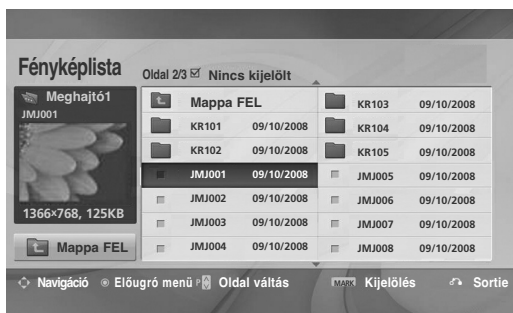 Fényképlista
Oldal 2/3 Nincs kijelölt
Meghajtó1
JMJ001
1366×768, 125KB
Mappa FEL
Mappa FEL
KR101 09/10/2008
KR102 09/10/2008
JMJ001 09/10/2008
JMJ002 09/10/2008
JMJ003 09/10/2008
JMJ004 09/10/2008
KR103 09/10/2008
KR104 09/10/2008
KR105 09/10/2008
JMJ005 09/10/2008
JMJ006 09/10/2008
JMJ007 09/10/2008
JMJ008 09/10/2008
Navigáció Előugró menü P Oldal váltás MARK Kijelölés Sortie